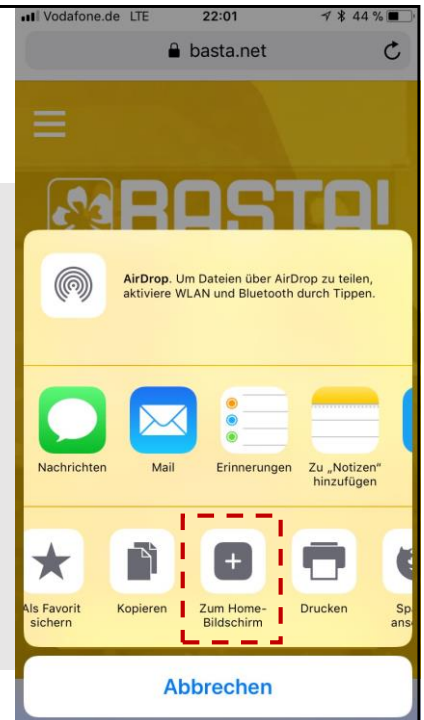 Vodafone.de LTE 22:01 44 %
basta.net
BASTA!
AirDrop. Um Dateien über AirDrop zu teilen,
aktiviere WLAN und Bluetooth durch Tippen.
Nachrichten Mail Erinnerungen Zu „Notizen“
hinzufügen
Als Favorit
sichern
Kopieren
Zum Home-
Bildschirm
Drucken
Abbrechen